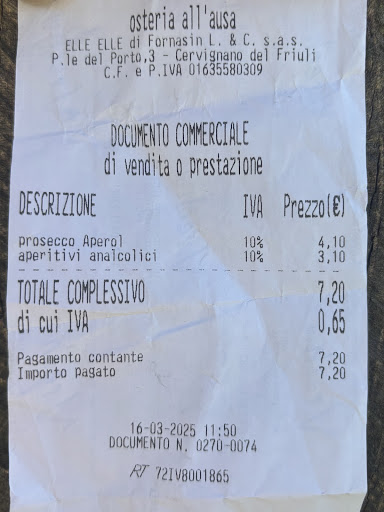 osteria all'ausa
ELLE ELLE di Fornasin L. & C. s.a.s.
P.le del Porto,3 - Cervignano del Friuli
C.F. e P.IVA 01635580309
DOCUMENTO COMMERCIALE
di vendita o prestazione
DESCRIZIONE IVA Prezzo(€)
prosecco Aperol 10% 4,10
aperitivi analcolici 10% 3,10
TOTALE COMPLESSIVO 7,20
di cui IVA 0,65
Pagamento contante 7,20
Importo pagato 7,20
16-03-2025 11:50
DOCUMENTO N. 0270-0074
RT 72IV8001865